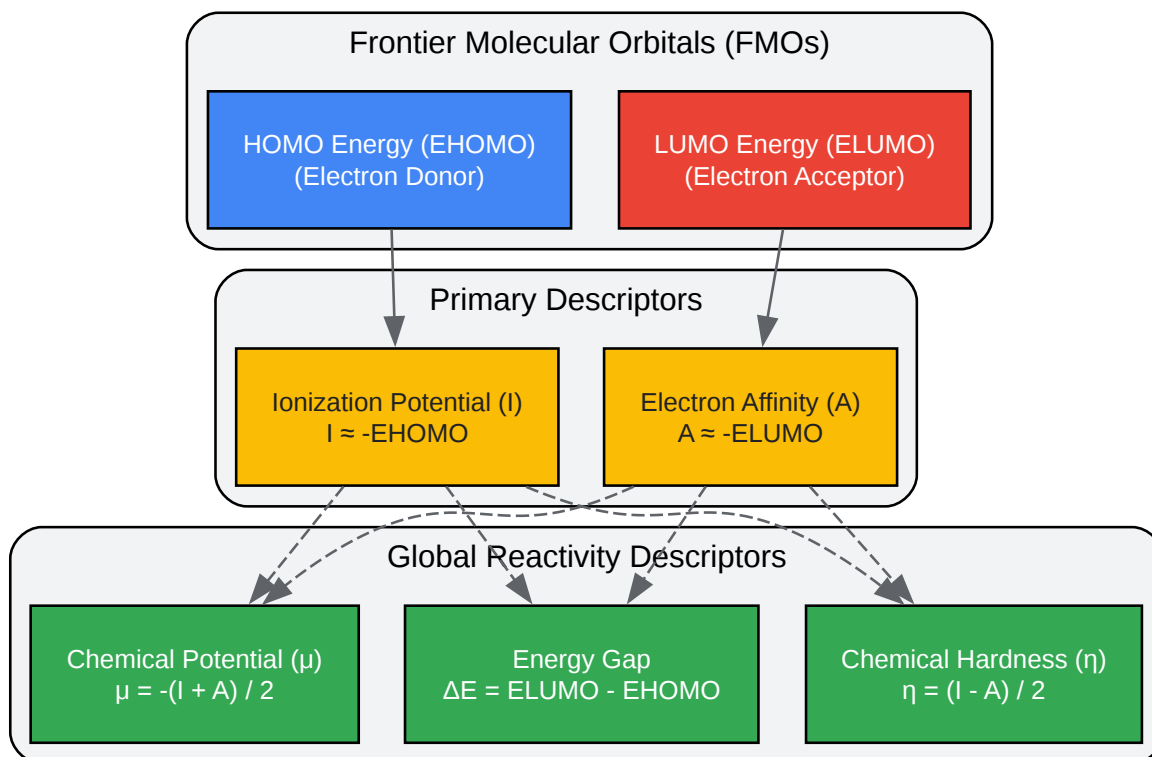 Frontier Molecular Orbitals (FMOs)
HOMO Energy (EHOMO)
(Electron Donor)
LUMO Energy (ELUMO)
(Electron Acceptor)
Primary Descriptors
Ionization Potential (I)
I ≈ -EHOMO
Electron Affinity (A)
A ≈ -ELUMO
Global Reactivity Descriptors
Chemical Potential (μ)
μ = -(I + A) / 2
Energy Gap
ΔE = ELUMO - EHOMO
Chemical Hardness (η)
η = (I - A) / 2